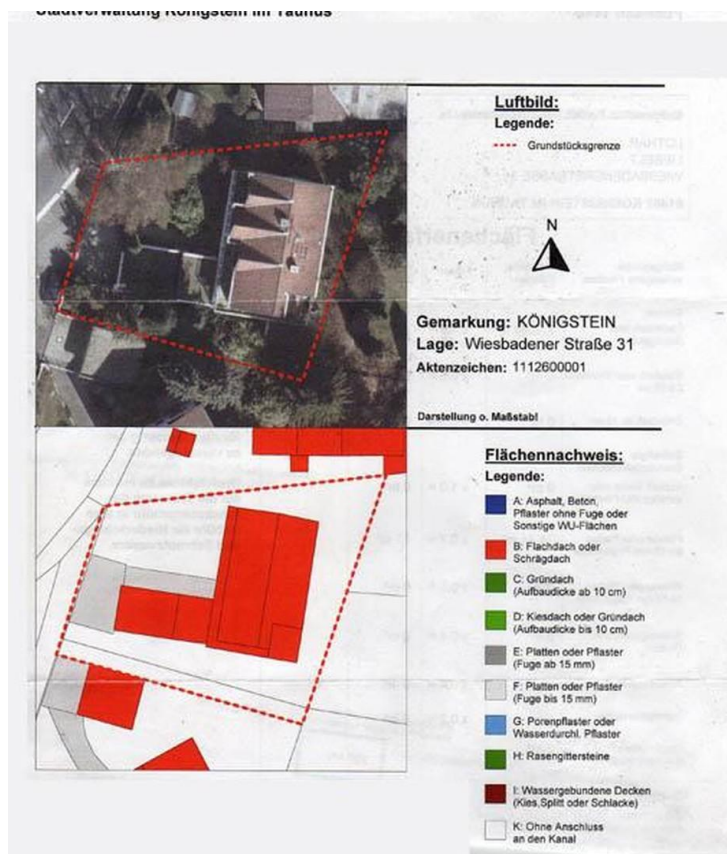 Stadtverwaltung Königstein im Taunus
Luftbild:
Legende:
Grundstücksgrenze
N
Gemarkung: KÖNIGSTEIN
Lage: Wiesbadener Straße 31
Aktenzeichen: 1112600001
Darstellung o. Maßstabl
Flächennachweis:
Legende:
A: Asphalt, Beton,
Pflaster ohne Fuge oder
Sonstige WU-Flächen
B: Flachdach oder
Schrägdach
C: Gründach
(Aufbaudicke ab 10 cm)
D: Kiesdach oder Gründach
(Aufbaudicke bis 10 cm)
E: Platten oder Pflaster
(Fuge ab 15 mm)
F: Platten oder Pflaster
(Fuge bis 15 mm)
G: Porenpflaster oder
Wasserdurchl. Pflaster
H: Rasengittersteine
I: Wassergebundene Decken
(Kies,Splitt oder Schlacke)
K: Ohne Anschluss
an den Kanal